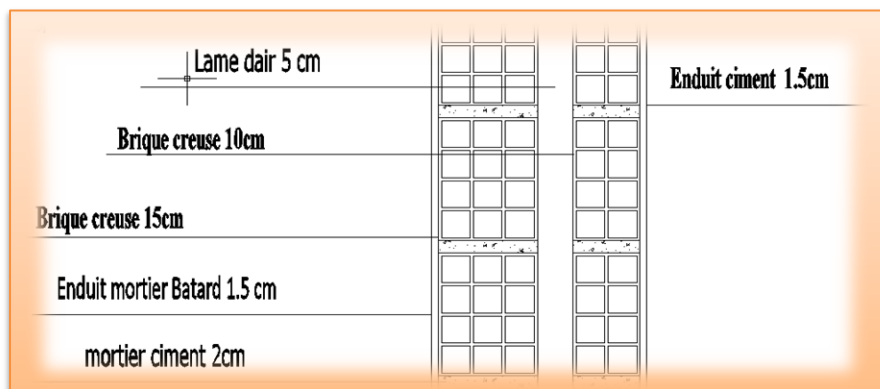 Lame dair 5 cm
Enduit ciment 1.5cm
Brique creuse 10cm
Brique creuse 15cm
Enduit mortier Batard 1.5 cm
mortier ciment 2cm